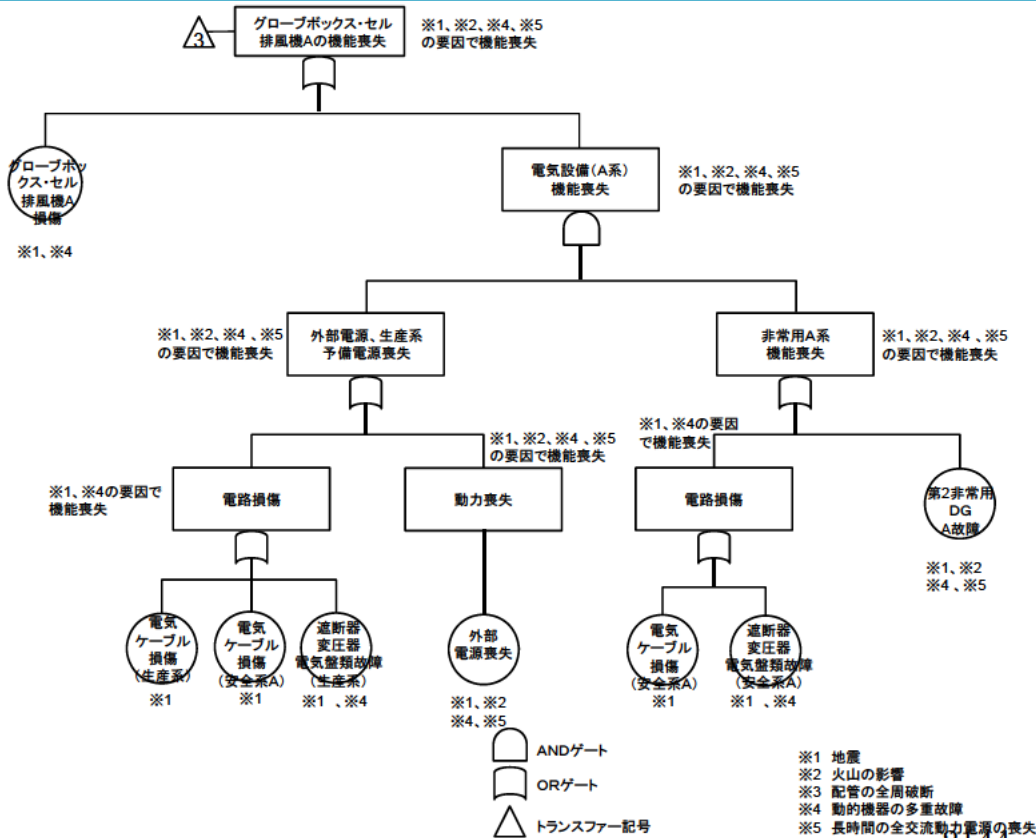 3
グローブボックス・セル
排風機Aの機能喪失
※1、※2、※4、※5
の要因で機能喪失
グローブボッ
クス・セル
排風機A
損傷
※1、※4
電気設備(A系)
機能喪失
※1、※2、※4、※5
の要因で機能喪失
※1、※2、※4 、※5
の要因で機能喪失
外部電源、生産系
予備電源喪失
非常用A系
機能喪失
※1、※2、※4 、※5
の要因で機能喪失
※1、※4の要因で
機能喪失
電路損傷
※1、※2、※4 、※5
の要因で機能喪失
動力喪失
※1、※4の要因
で機能喪失
電路損傷
第2非常用
DG
A故障
※1、※2
※4 、※5
電気
ケーブル
損傷
(生産系)
※1
電気
ケーブル
損傷
(安全系A)
※1
遮断器
変圧器
電気盤類故障
(生産系)
※1 、※4
外部
電源喪失
※1、※2
※4、※5
電気
ケーブル
損傷
(安全系A)
※1
遮断器
変圧器
電気盤類故障
(安全系A)
※1 、※4
ANDゲート
ORゲート
トランスファー記号
※1 地震
※2 火山の影響
※3 配管の全周破断
※4 動的機器の多重故障
※5 長時間の全交流動力電源の喪失